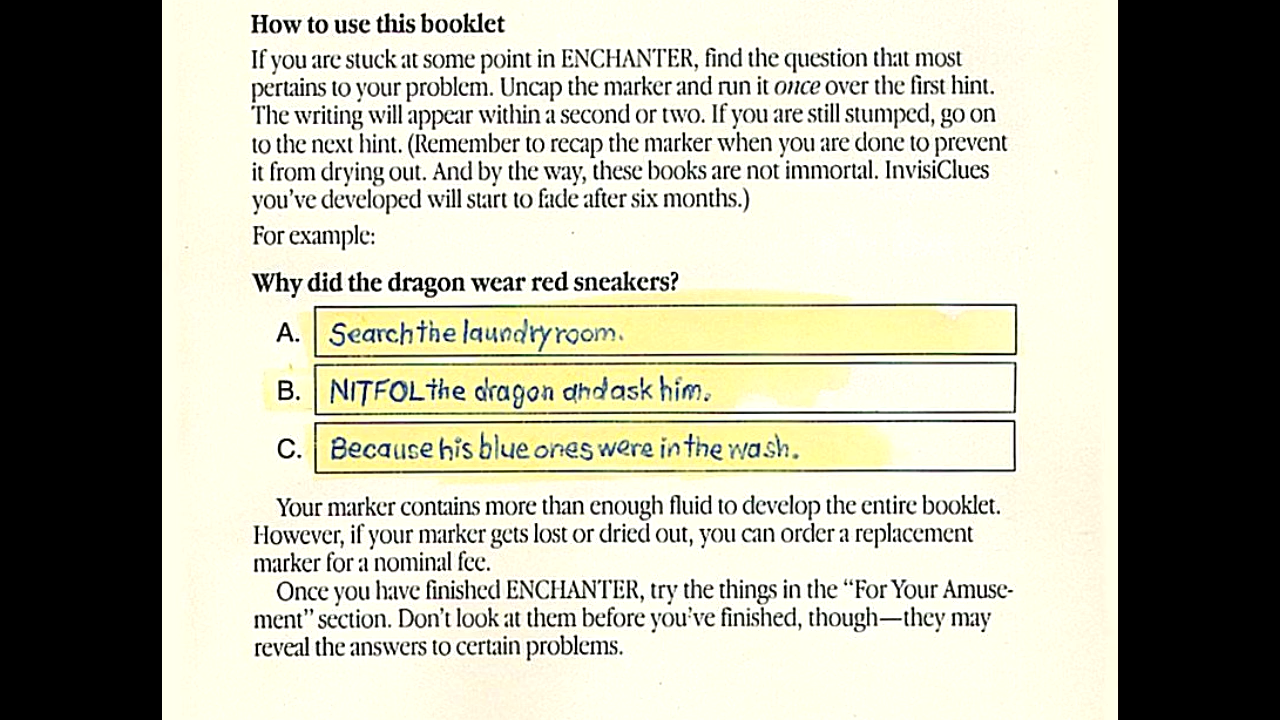 How to use this booklet
If you are stuck at some point in ENCHANTER, find the question that most
pertains to your problem. Uncap the marker and run it once over the first hint.
The writing will appear within a second or two. If you are still stumped, go on
to the next hint. (Remember to recap the marker when you are done to prevent
it from drying out. And by the way, these books are not immortal. InvisiClues
you've developed will start to fade after six months.)
For example:
Why did the dragon wear red sneakers?
A. Search the laundry room.
B. NITFOL the dragon and ask him.
C. Because his blue ones were in the wash.
Your marker contains more than enough fluid to develop the entire booklet.
However, if your marker gets lost or dried out, you can order a replacement
marker for a nominal fee.
Once you have finished ENCHANTER, try the things in the “For Your Amuse-
ment” section. Don't look at them before you've finished, though—they may
reveal the answers to certain problems.